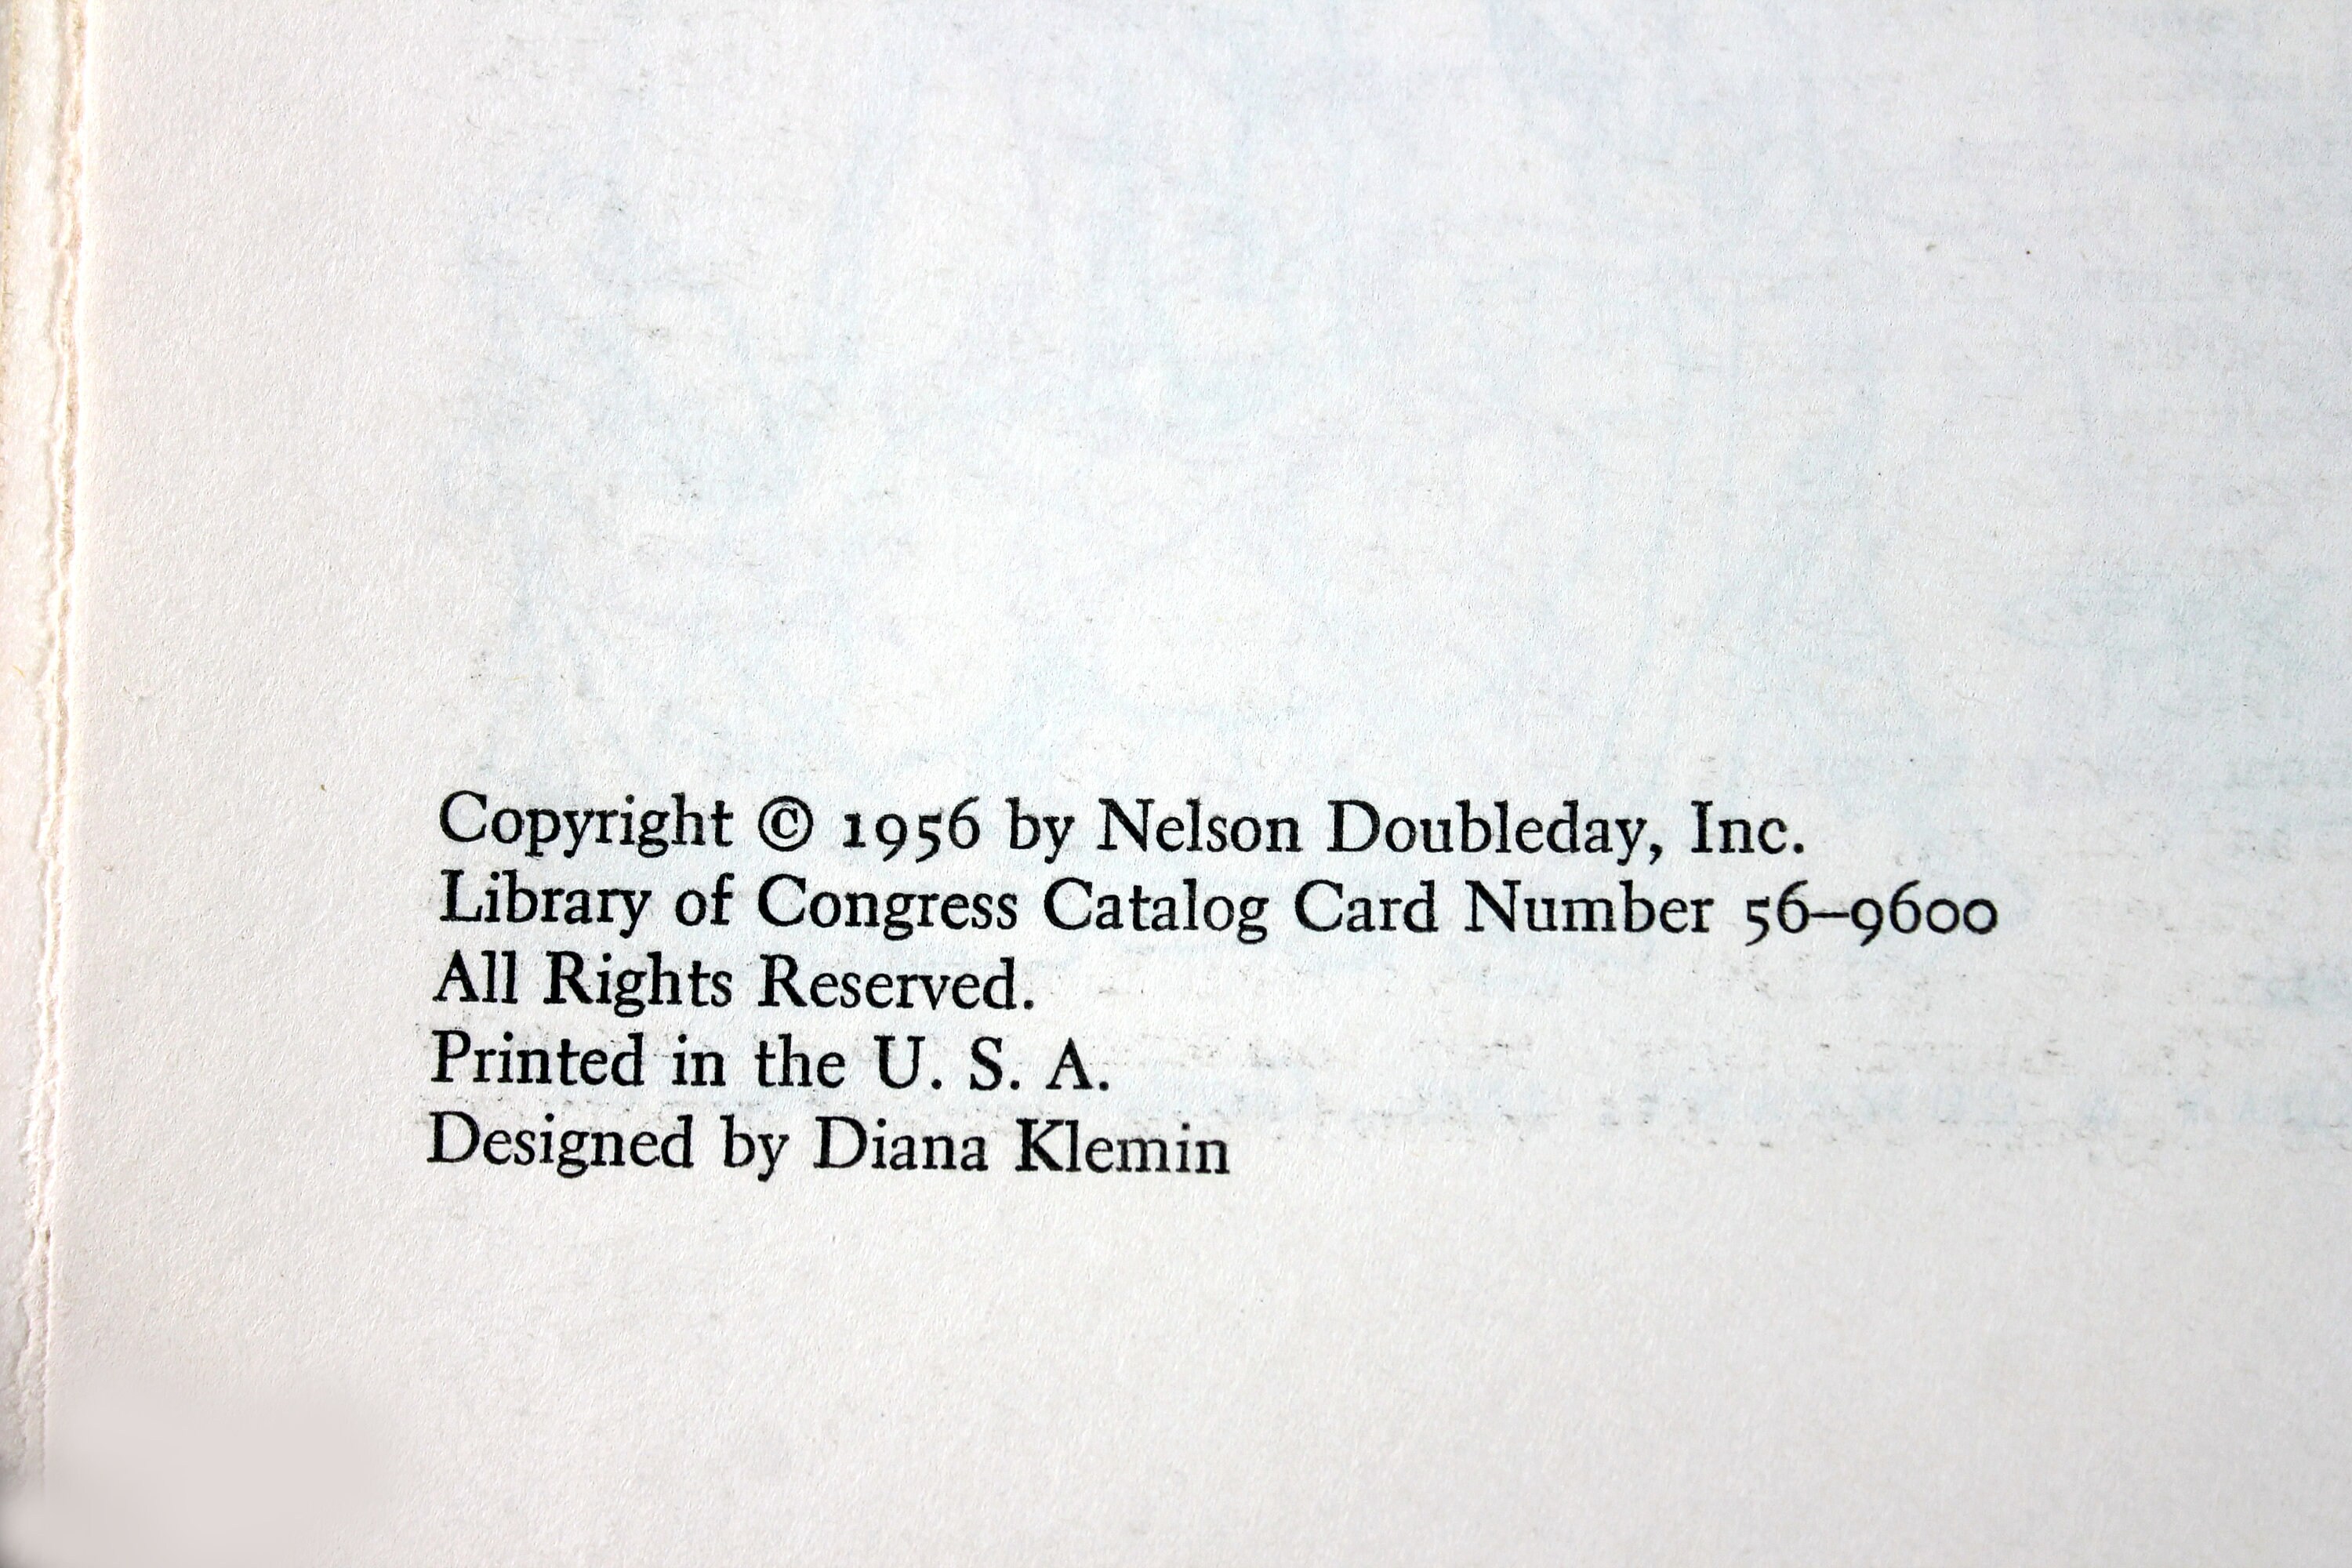 Copyright © 1956 by Nelson Doubleday, Inc.
Library of Congress Catalog Card Number 56–9600
All Rights Reserved.
Printed in the U. S. A.
Designed by Diana Klemin